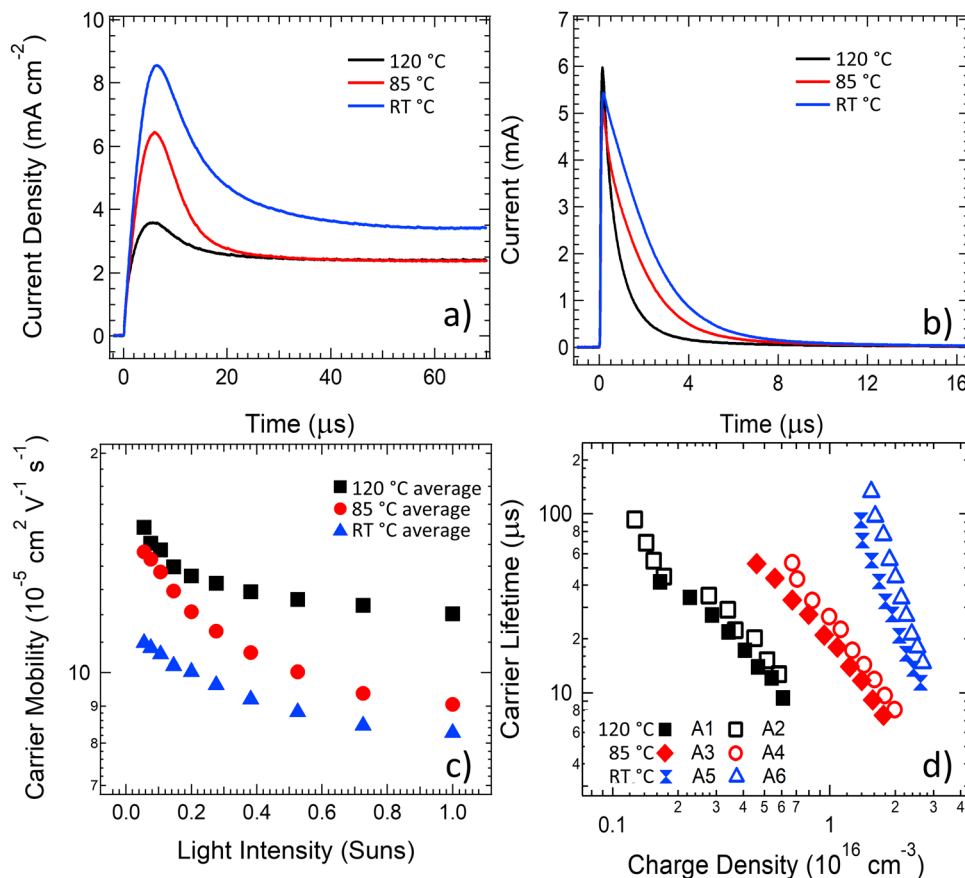 10
8
6
4
2
0
Current Density (mA cm⁻²)
120 °C
85 °C
RT °C
a)
0
20
40
60
Time (μs)
6
5
4
3
2
1
0
Current (mA)
120 °C
85 °C
RT °C
b)
0
4
8
12
16
Time (μs)
2
10
9
8
7
Carrier Mobility (10⁻⁵ cm² V⁻¹ s⁻¹)
120 °C average
85 °C average
RT °C average
c)
0.0
0.2
0.4
0.6
0.8
1.0
Light Intensity (Suns)
2
100
8
6
4
2
10
8
6
4
Carrier Lifetime (μs)
120 °C A1 A2
85 °C A3 A4
RT °C A5 A6
d)
0.1
2
3
4
5
6
7
1
2
3
4
Charge Density (10¹⁶ cm⁻³)